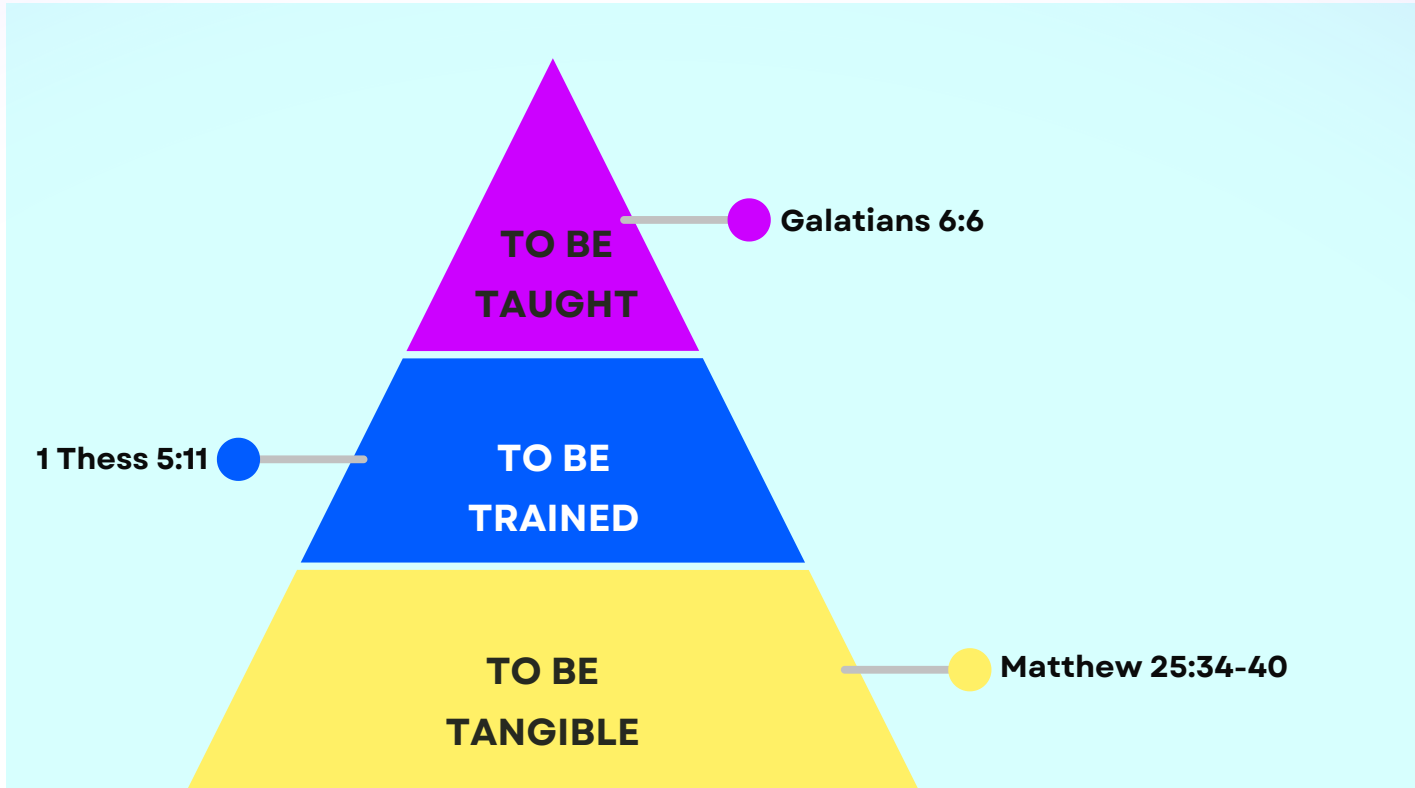 TO BE
TAUGHT
Galatians 6:6
1 Thess 5:11
TO BE
TRAINED
TO BE
TANGIBLE
Matthew 25:34-40